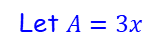 Let A = 3x